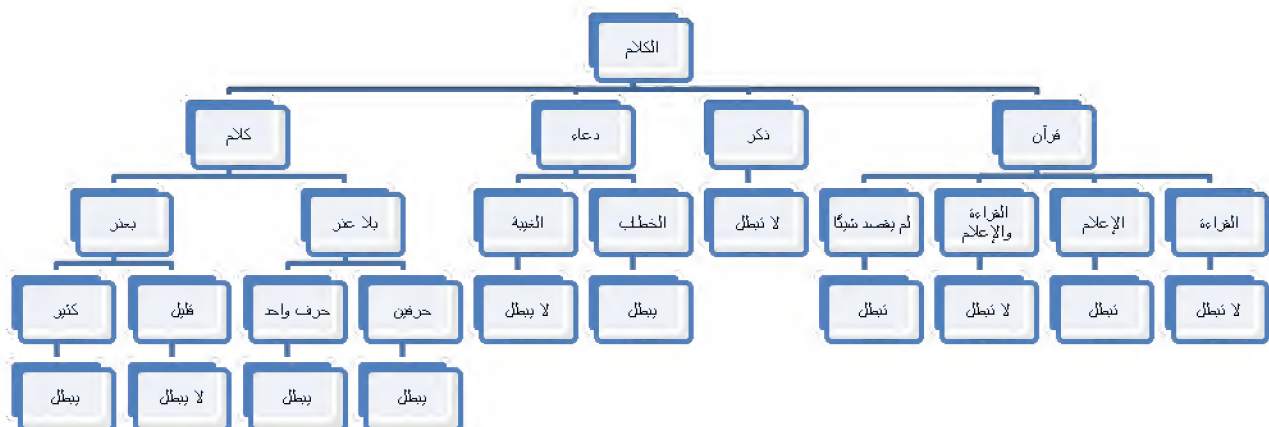 الكلام
قرآن
ذكر
دعاء
كلام
القراءة
الإعلام
القراءة
والإعلام
لم يقصد شيئًا
لا تبطل
الخطاب
الغيبة
بلا عذر
بعذر
لا تبطل
تبطل
لا تبطل
تبطل
يبطل
لا يبطل
حرفين
حرف واحد
قليل
كثير
يبطل
يبطل
لا يبطل
يبطل